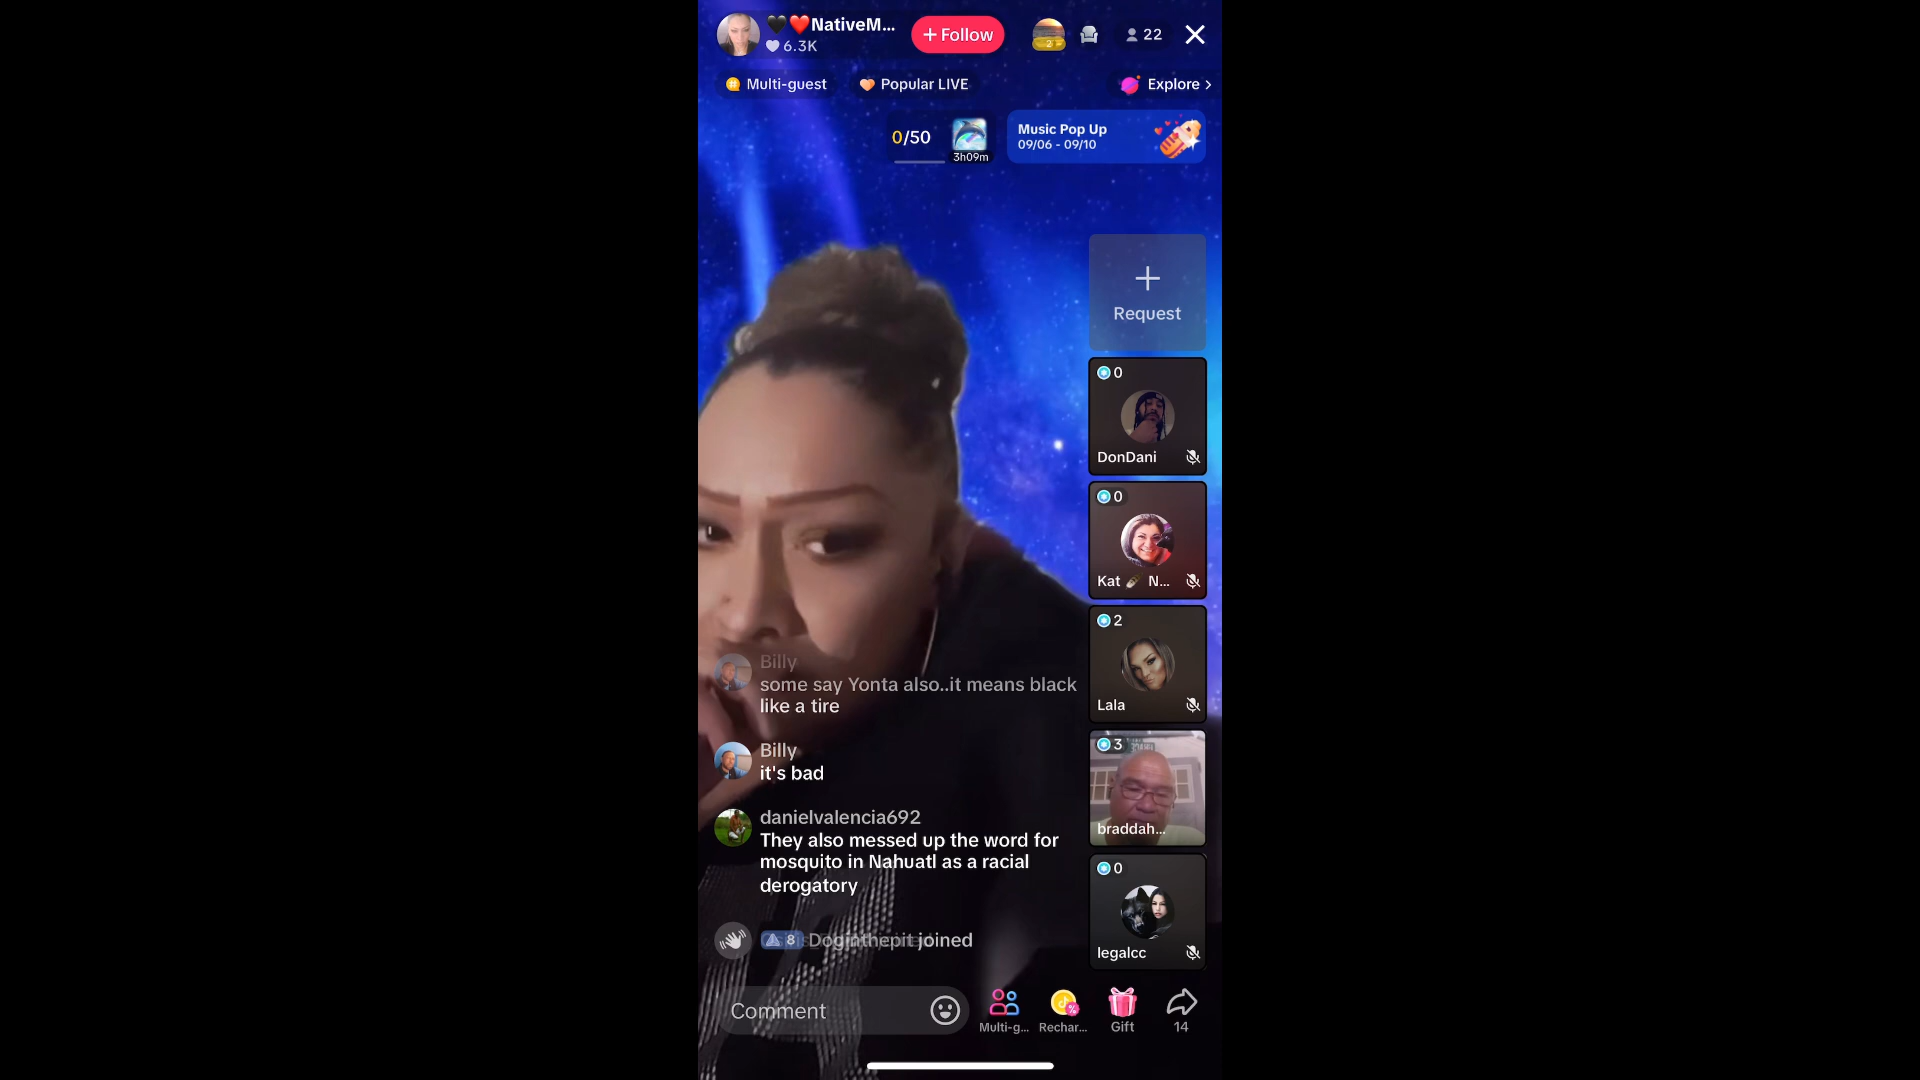 🖤❤️NativeM...
6.3K
+ Follow
2
22
Multi-guest
Popular LIVE
Explore >
0/50
3h09m
Music Pop Up
09/06 - 09/10
+
Request
0
DonDani
0
Kat 🪶 N...
2
Lala
3
braddah...
0
legalcc
Billy
some say Yonta also..it means black
like a tire
Billy
it's bad
danielvalencia692
They also messed up the word for
mosquito in Nahuatl as a racial
derogatory
8 Doginthepit joined
Comment
Multi-g...
Rechar...
Gift
14